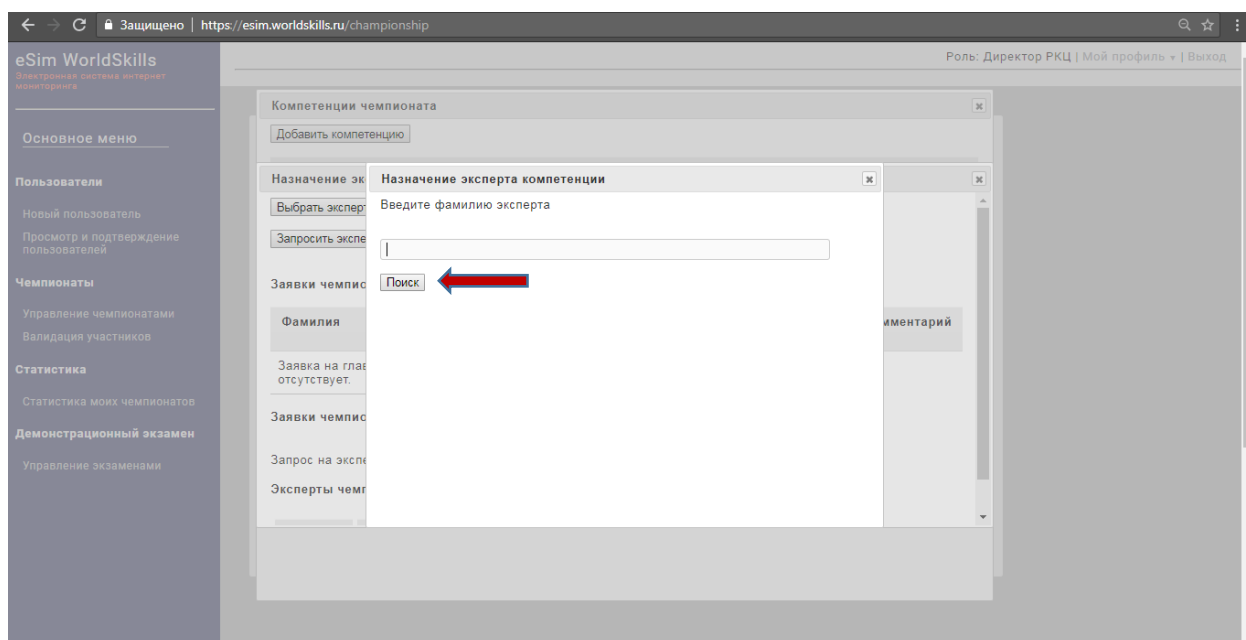 Защищено | https://esim.worldskills.ru/championship
eSim WorldSkills
Электронная система интернет
мониторинга
Роль: Директор РКЦ | Мой профиль | Выход
Основное меню
Пользователи
Новый пользователь
Просмотр и подтверждение
пользователей
Чемпионаты
Управление чемпионатами
Валидация участников
Статистика
Статистика моих чемпионатов
Демонстрационный экзамен
Управление экзаменами
Компетенции чемпионата
Добавить компетенцию
Назначение эк
Выбрать эксперт
Запросить экспе
Заявки чемпио
Фамилия
мментарий
Заявка на глав
отсутствует.
Заявки чемпио
Запрос на экспе
Эксперты чемп
Назначение эксперта компетенции
Введите фамилию эксперта
Поиск